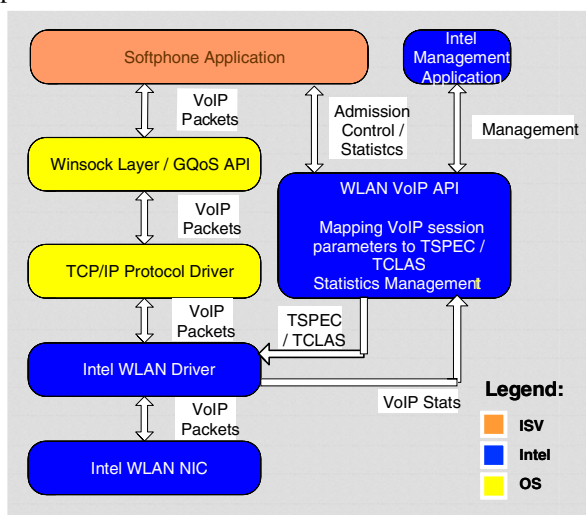 Softphone Application
Intel
Management
Application
VoIP
Packets
Admission
Control /
Statistcs
Management
Winsock Layer / GQoS API
WLAN VoIP API
Mapping VoIP session
parameters to TSPEC /
TCLAS
Statistics Management
VoIP
Packets
TCP/IP Protocol Driver
VoIP
Packets
TSPEC
/ TCLAS
Intel WLAN Driver
VoIP Stats
VoIP
Packets
Intel WLAN NIC
Legend:
ISV
Intel
OS